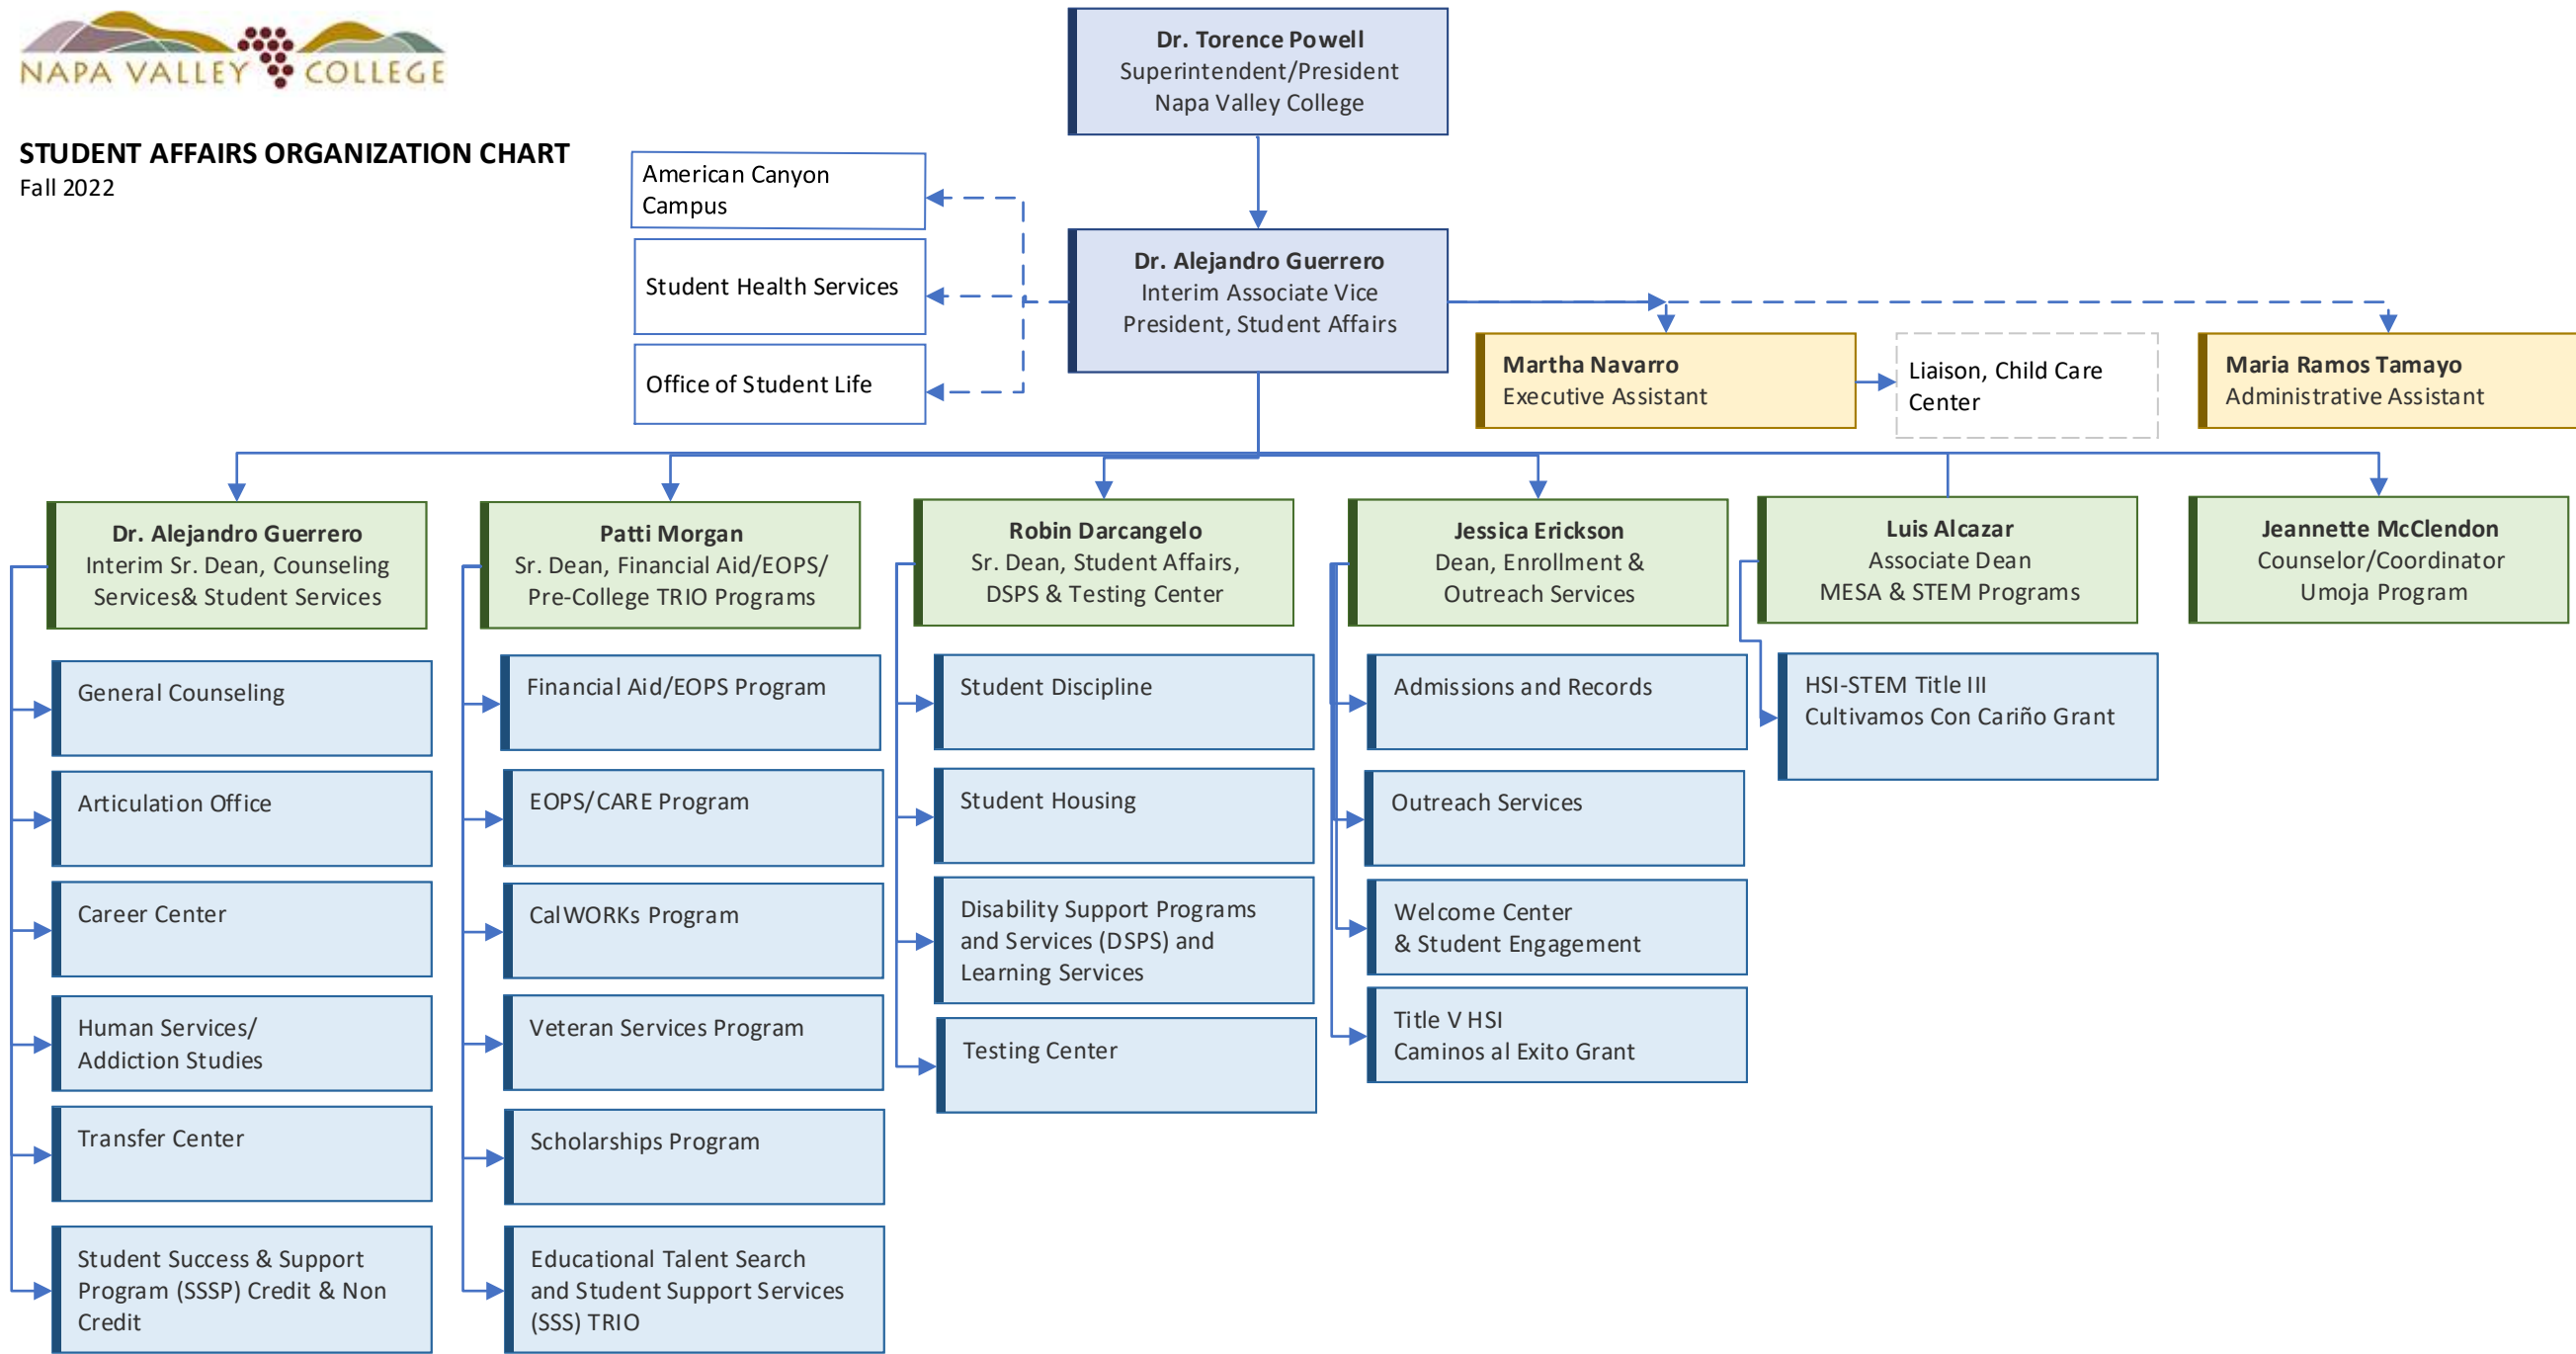 NAPA VALLEY COLLEGE
STUDENT AFFAIRS ORGANIZATION CHART
Fall 2022
Dr. Torence Powell
Superintendent/President
Napa Valley College
American Canyon
Campus
Student Health Services
Office of Student Life
Dr. Alejandro Guerrero
Interim Associate Vice
President, Student Affairs
Martha Navarro
Executive Assistant
Liaison, Child Care
Center
Maria Ramos Tamayo
Administrative Assistant
Dr. Alejandro Guerrero
Interim Sr. Dean, Counseling
Services& Student Services
General Counseling
Articulation Office
Career Center
Human Services/
Addiction Studies
Transfer Center
Student Success & Support
Program (SSSP) Credit & Non
Credit
Patti Morgan
Sr. Dean, Financial Aid/EOPS/
Pre-College TRIO Programs
Financial Aid/EOPS Program
EOPS/CARE Program
CalWORKs Program
Veteran Services Program
Scholarships Program
Educational Talent Search
and Student Support Services
(SSS) TRIO
Robin Darcangelo
Sr. Dean, Student Affairs,
DSPS & Testing Center
Student Discipline
Student Housing
Disability Support Programs
and Services (DSPS) and
Learning Services
Testing Center
Jessica Erickson
Dean, Enrollment &
Outreach Services
Admissions and Records
Outreach Services
Welcome Center
& Student Engagement
Title V HSI
Caminos al Exito Grant
Luis Alcazar
Associate Dean
MESA & STEM Programs
HSI-STEM Title III
Cultivamos Con Cariño Grant
Jeannette McClendon
Counselor/Coordinator
Umoja Program